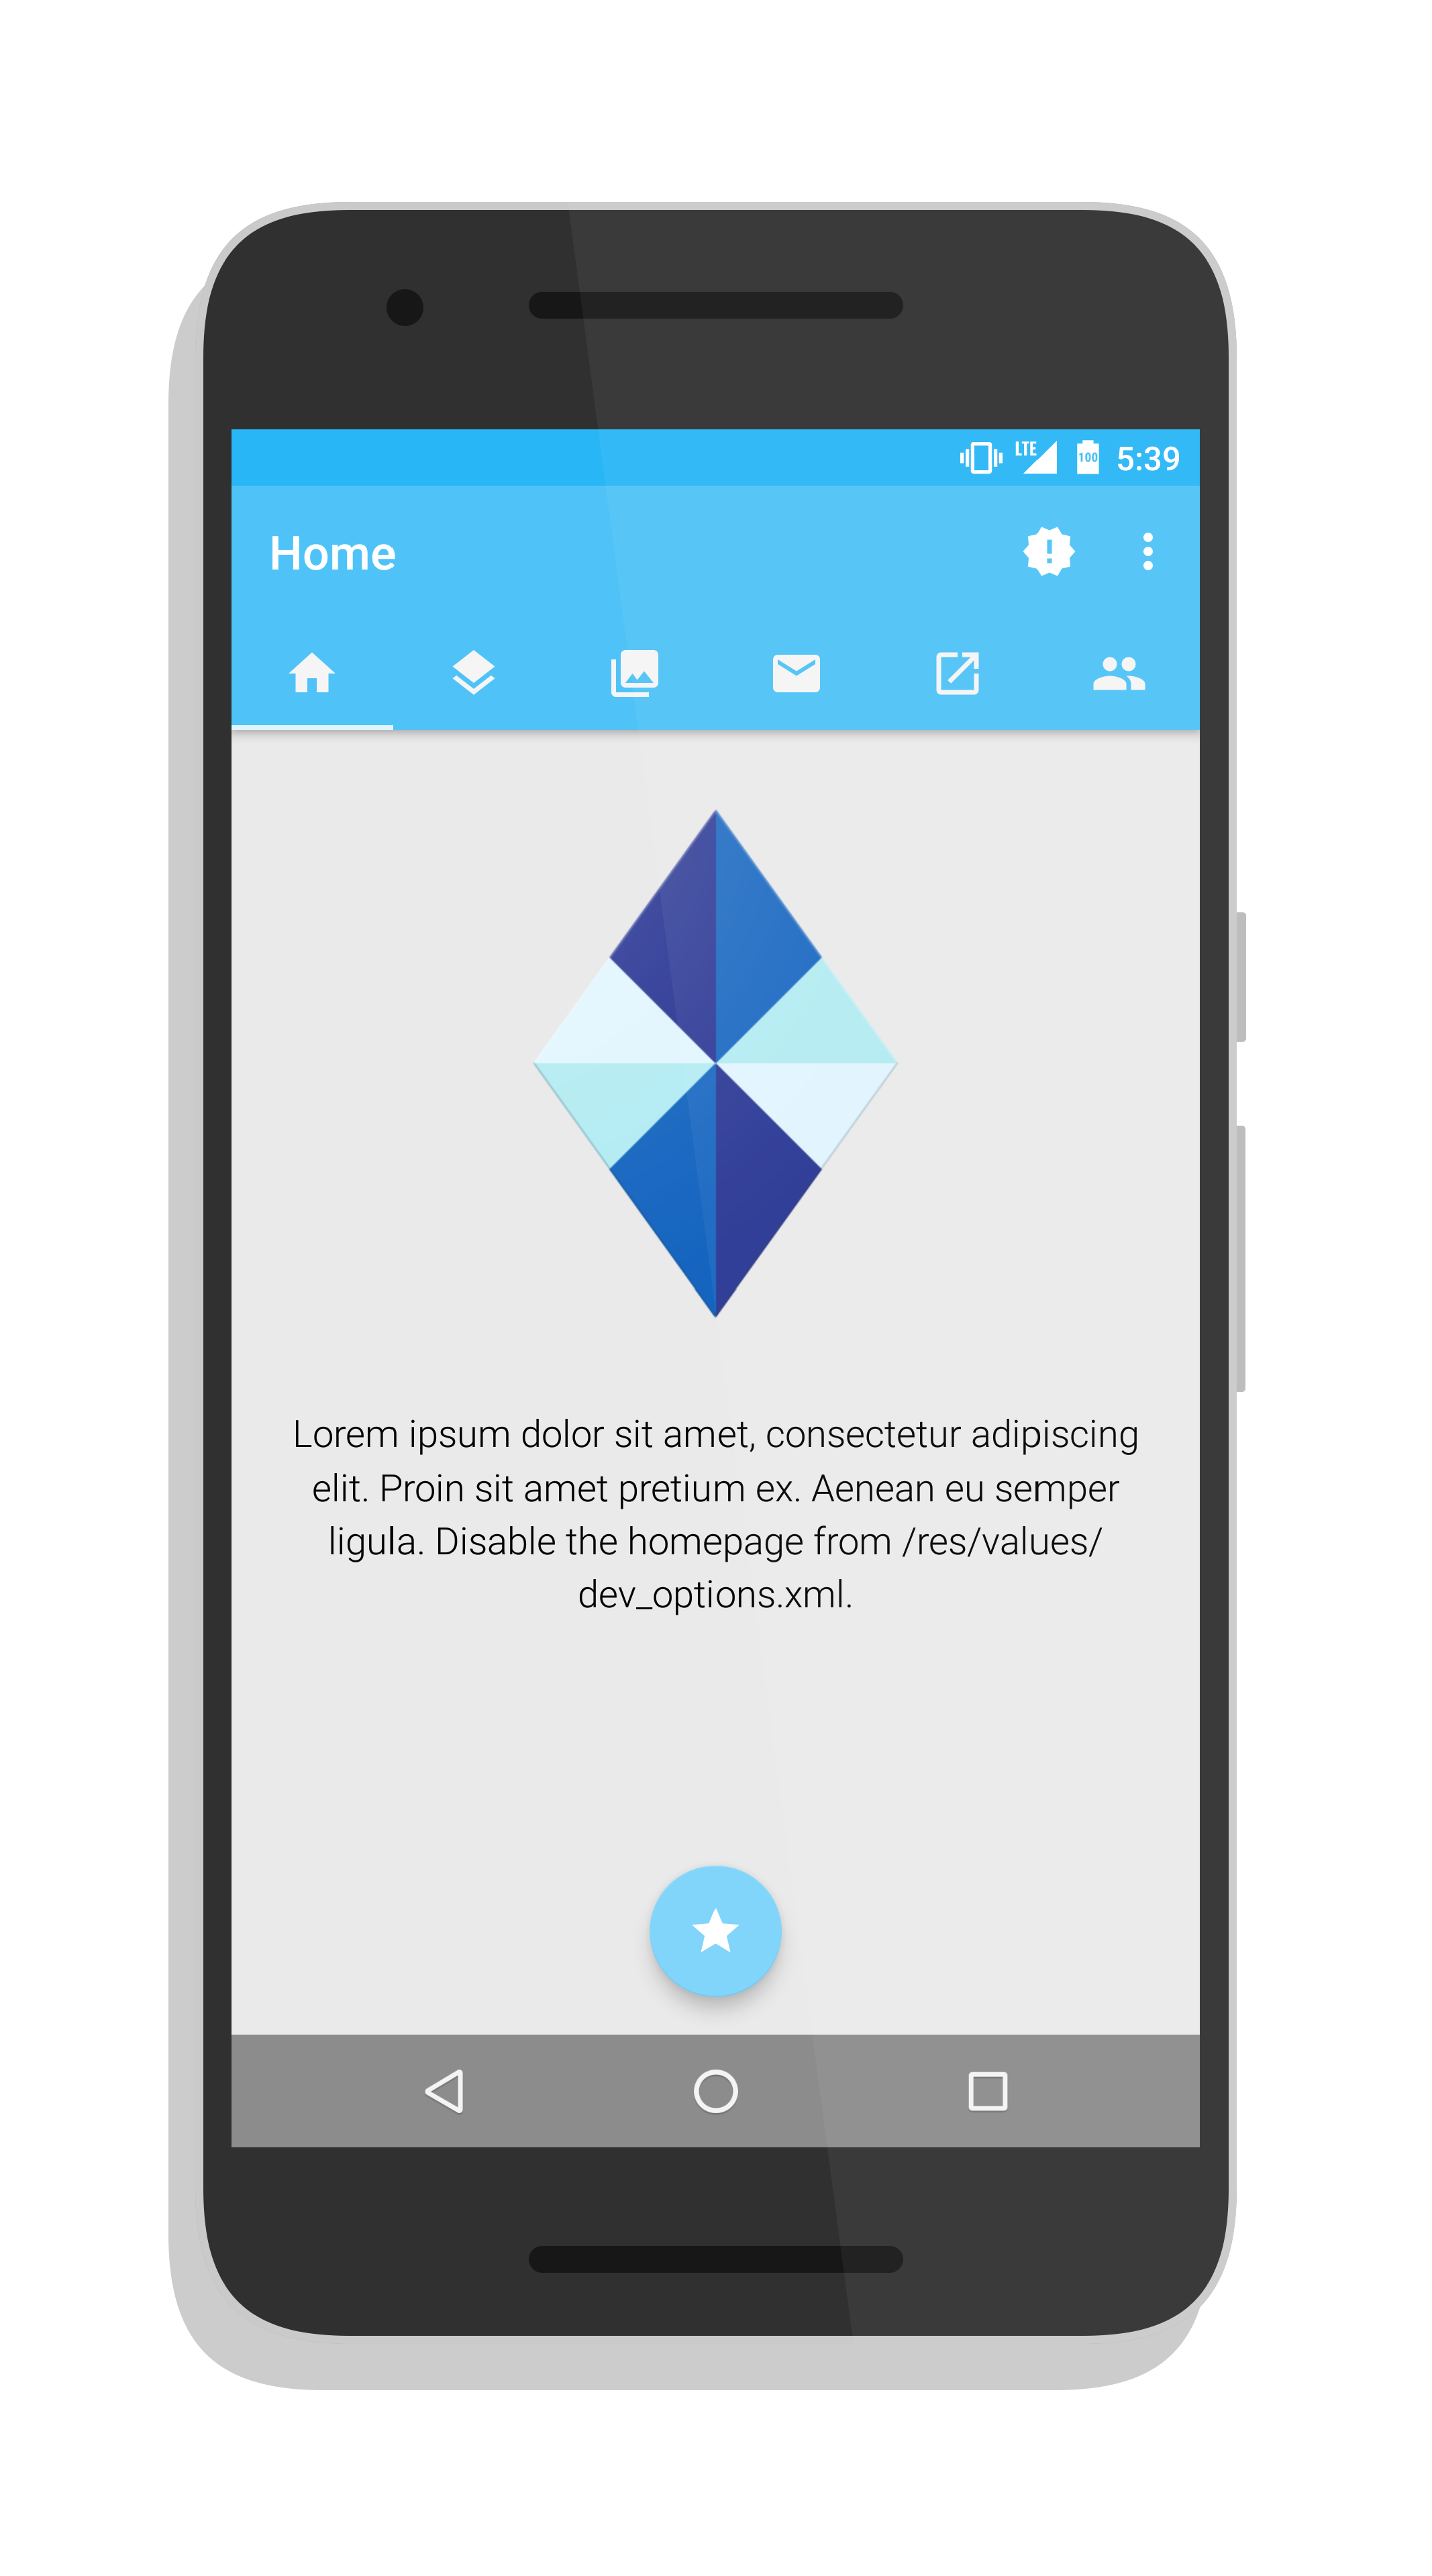 LTE
100
5:39
Home
Lorem ipsum dolor sit amet, consectetur adipiscing
elit. Proin sit amet pretium ex. Aenean eu semper
ligula. Disable the homepage from /res/values/
dev_options.xml.